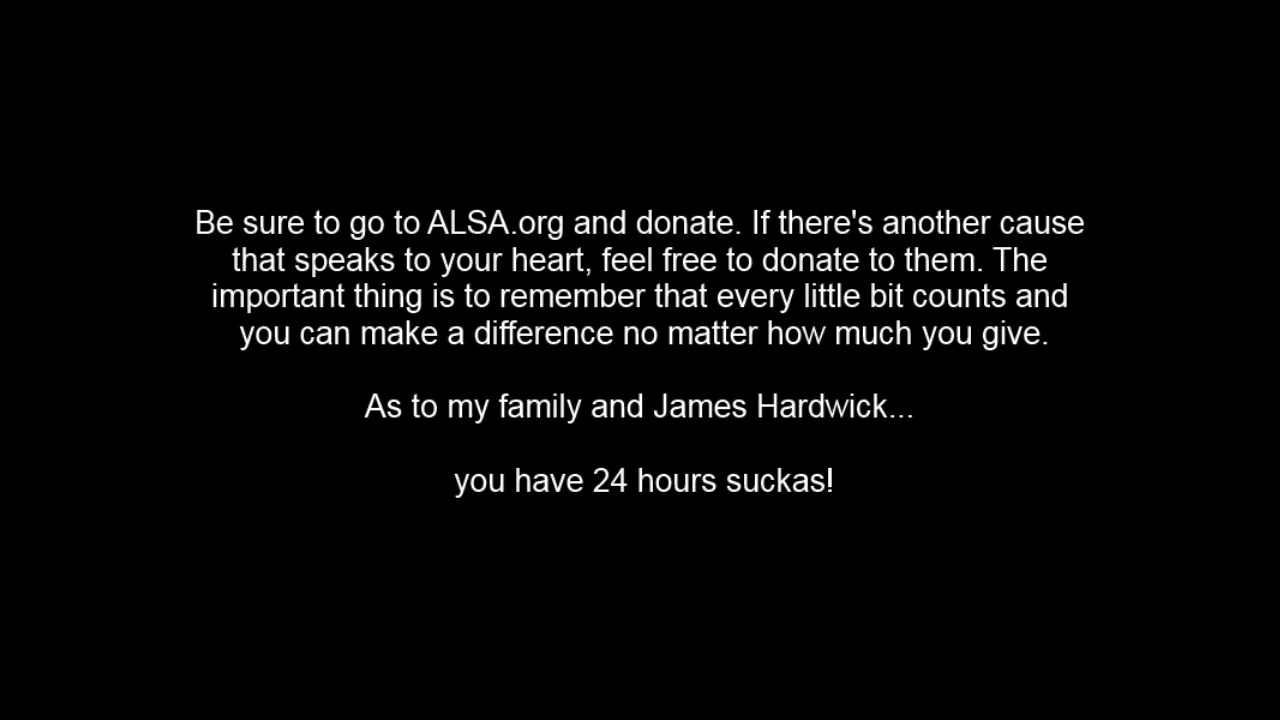 Be sure to go to ALSA.org and donate. If there's another cause
that speaks to your heart, feel free to donate to them. The
important thing is to remember that every little bit counts and
you can make a difference no matter how much you give.
As to my family and James Hardwick...
you have 24 hours suckas!